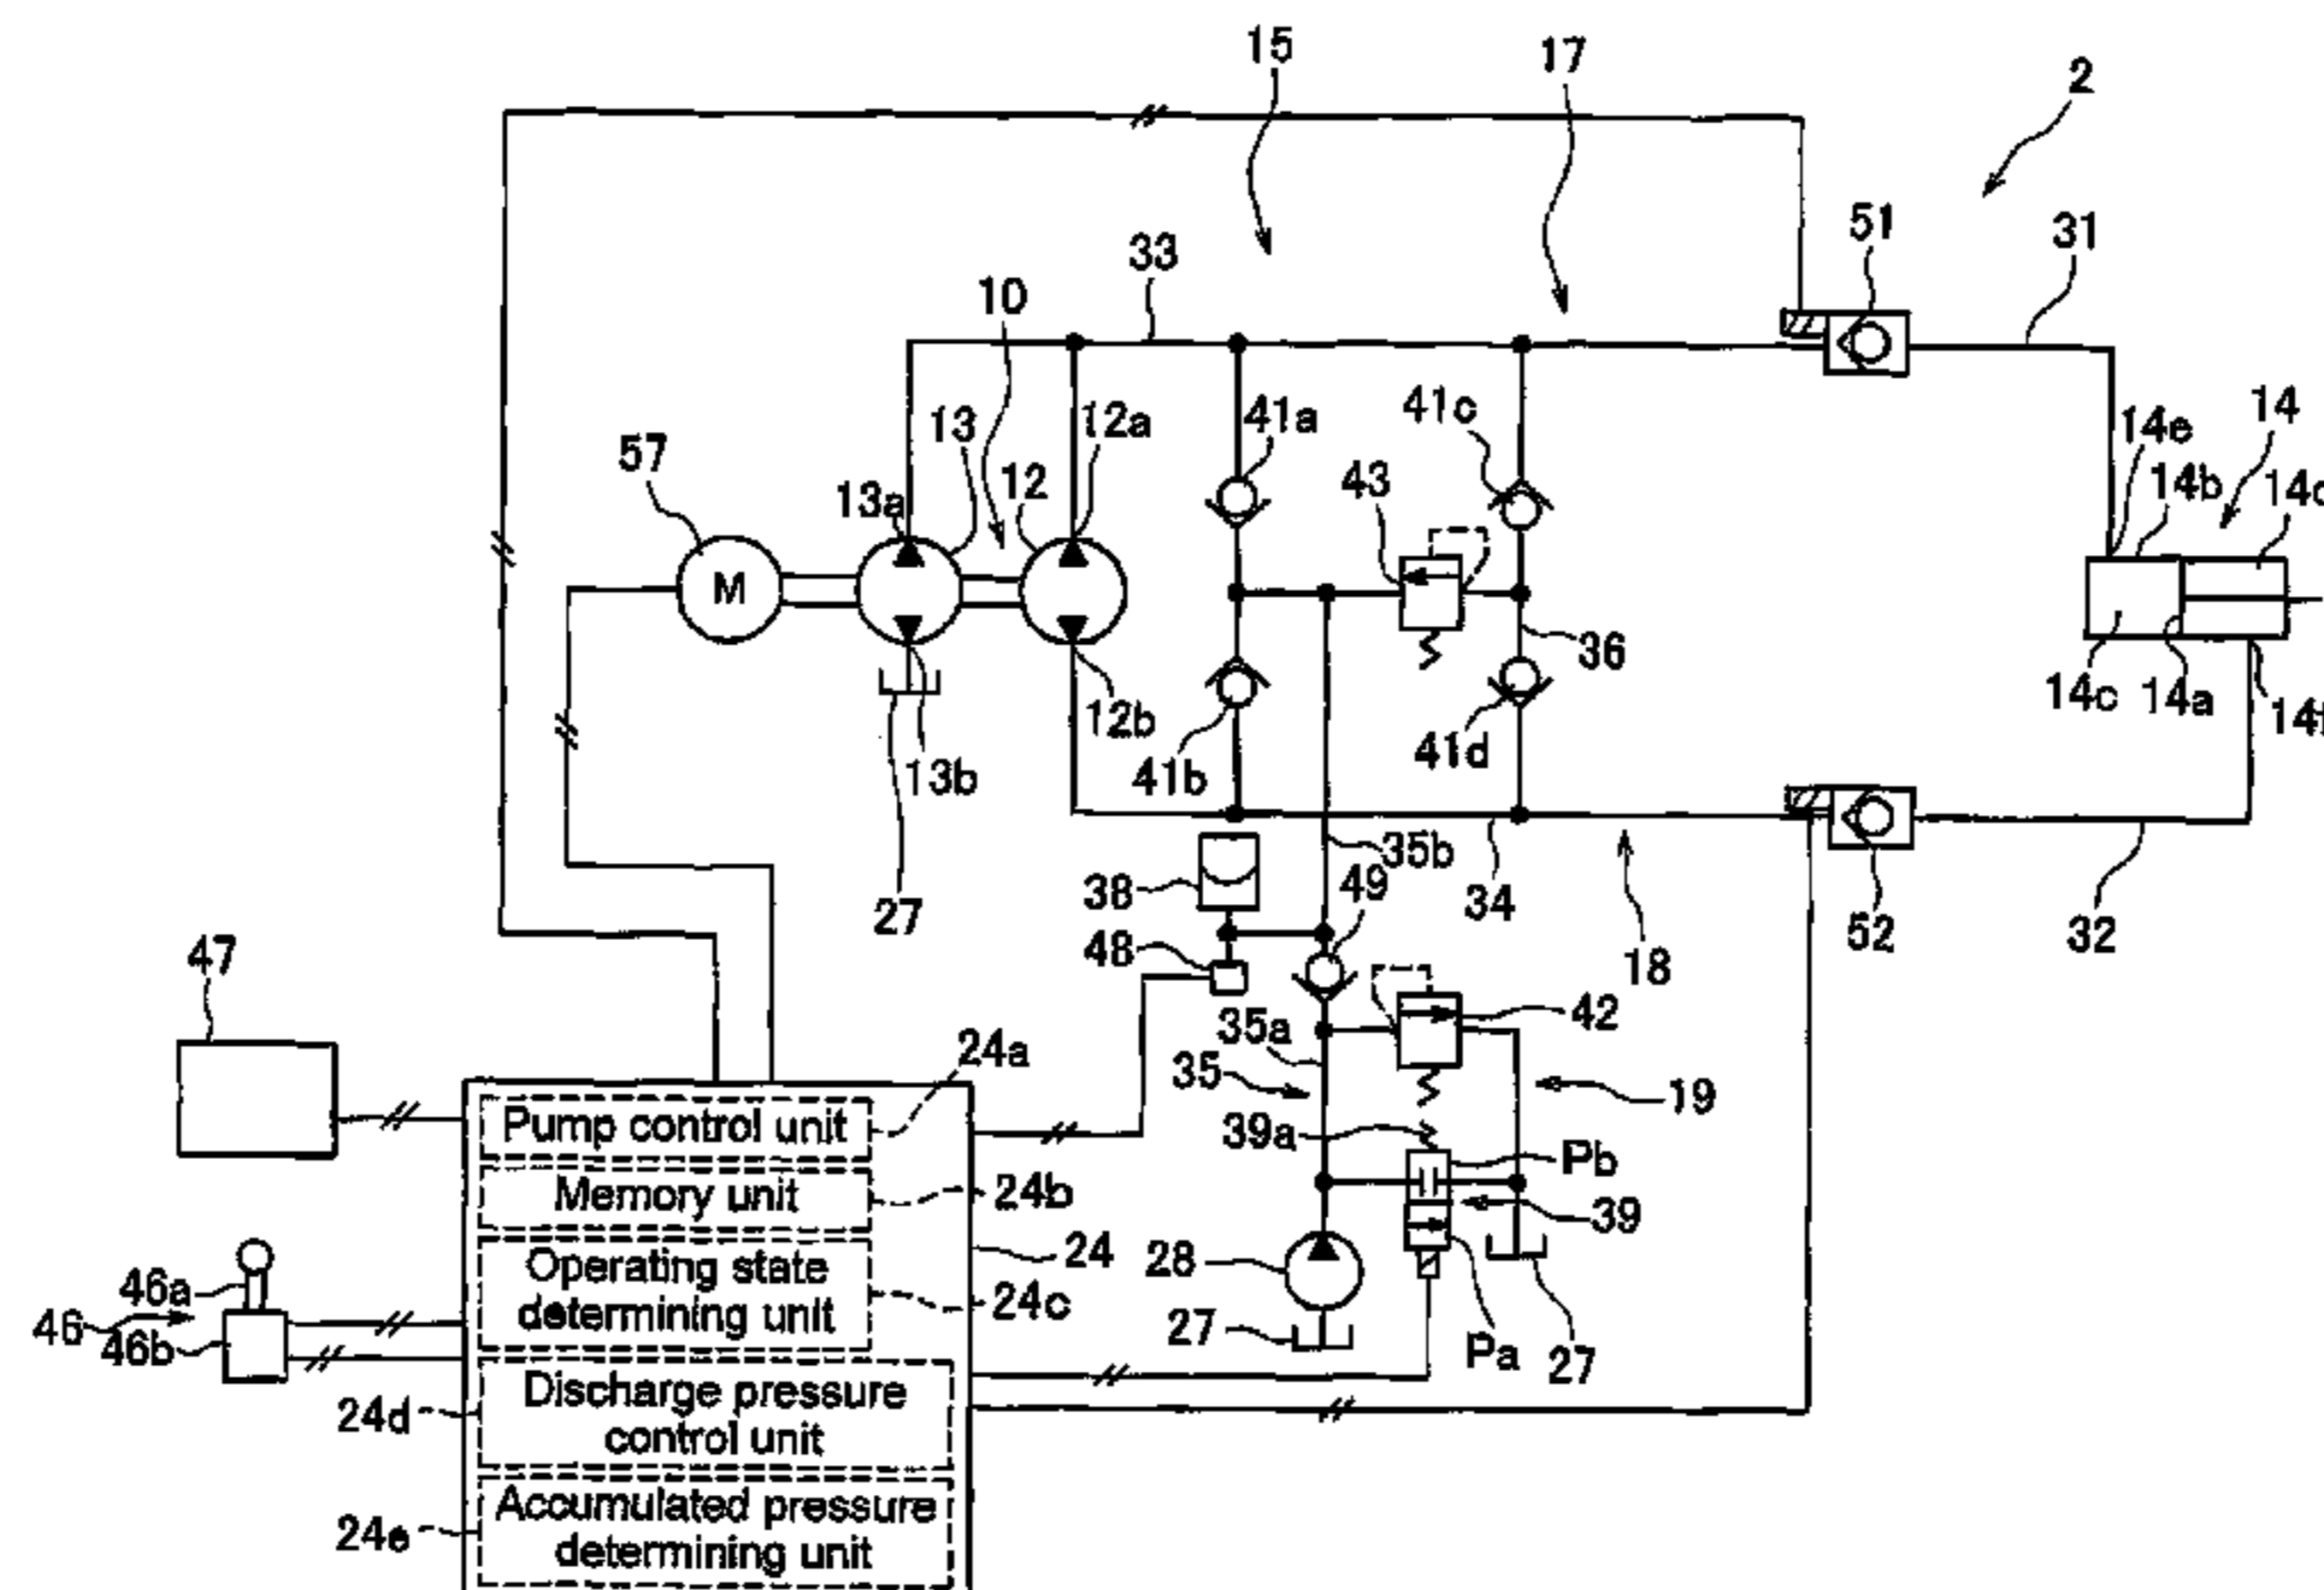 15
17
2
33
51
31
10
13
12a
41a
41c
14
14e
57
13a
12
43
14b
M
36
12b
14c
14a
13b
41b
41d
35b
38
49
34
27
52
32
47
48
18
24a
35a
42
35
19
Pump control unit
39a
Pb
Memory unit
24b
39
Operating state
determining unit
24
28
24c
46a
46
46b
27
Pa
27
Discharge pressure
control unit
24d
Accumulated pressure
determining unit
24e